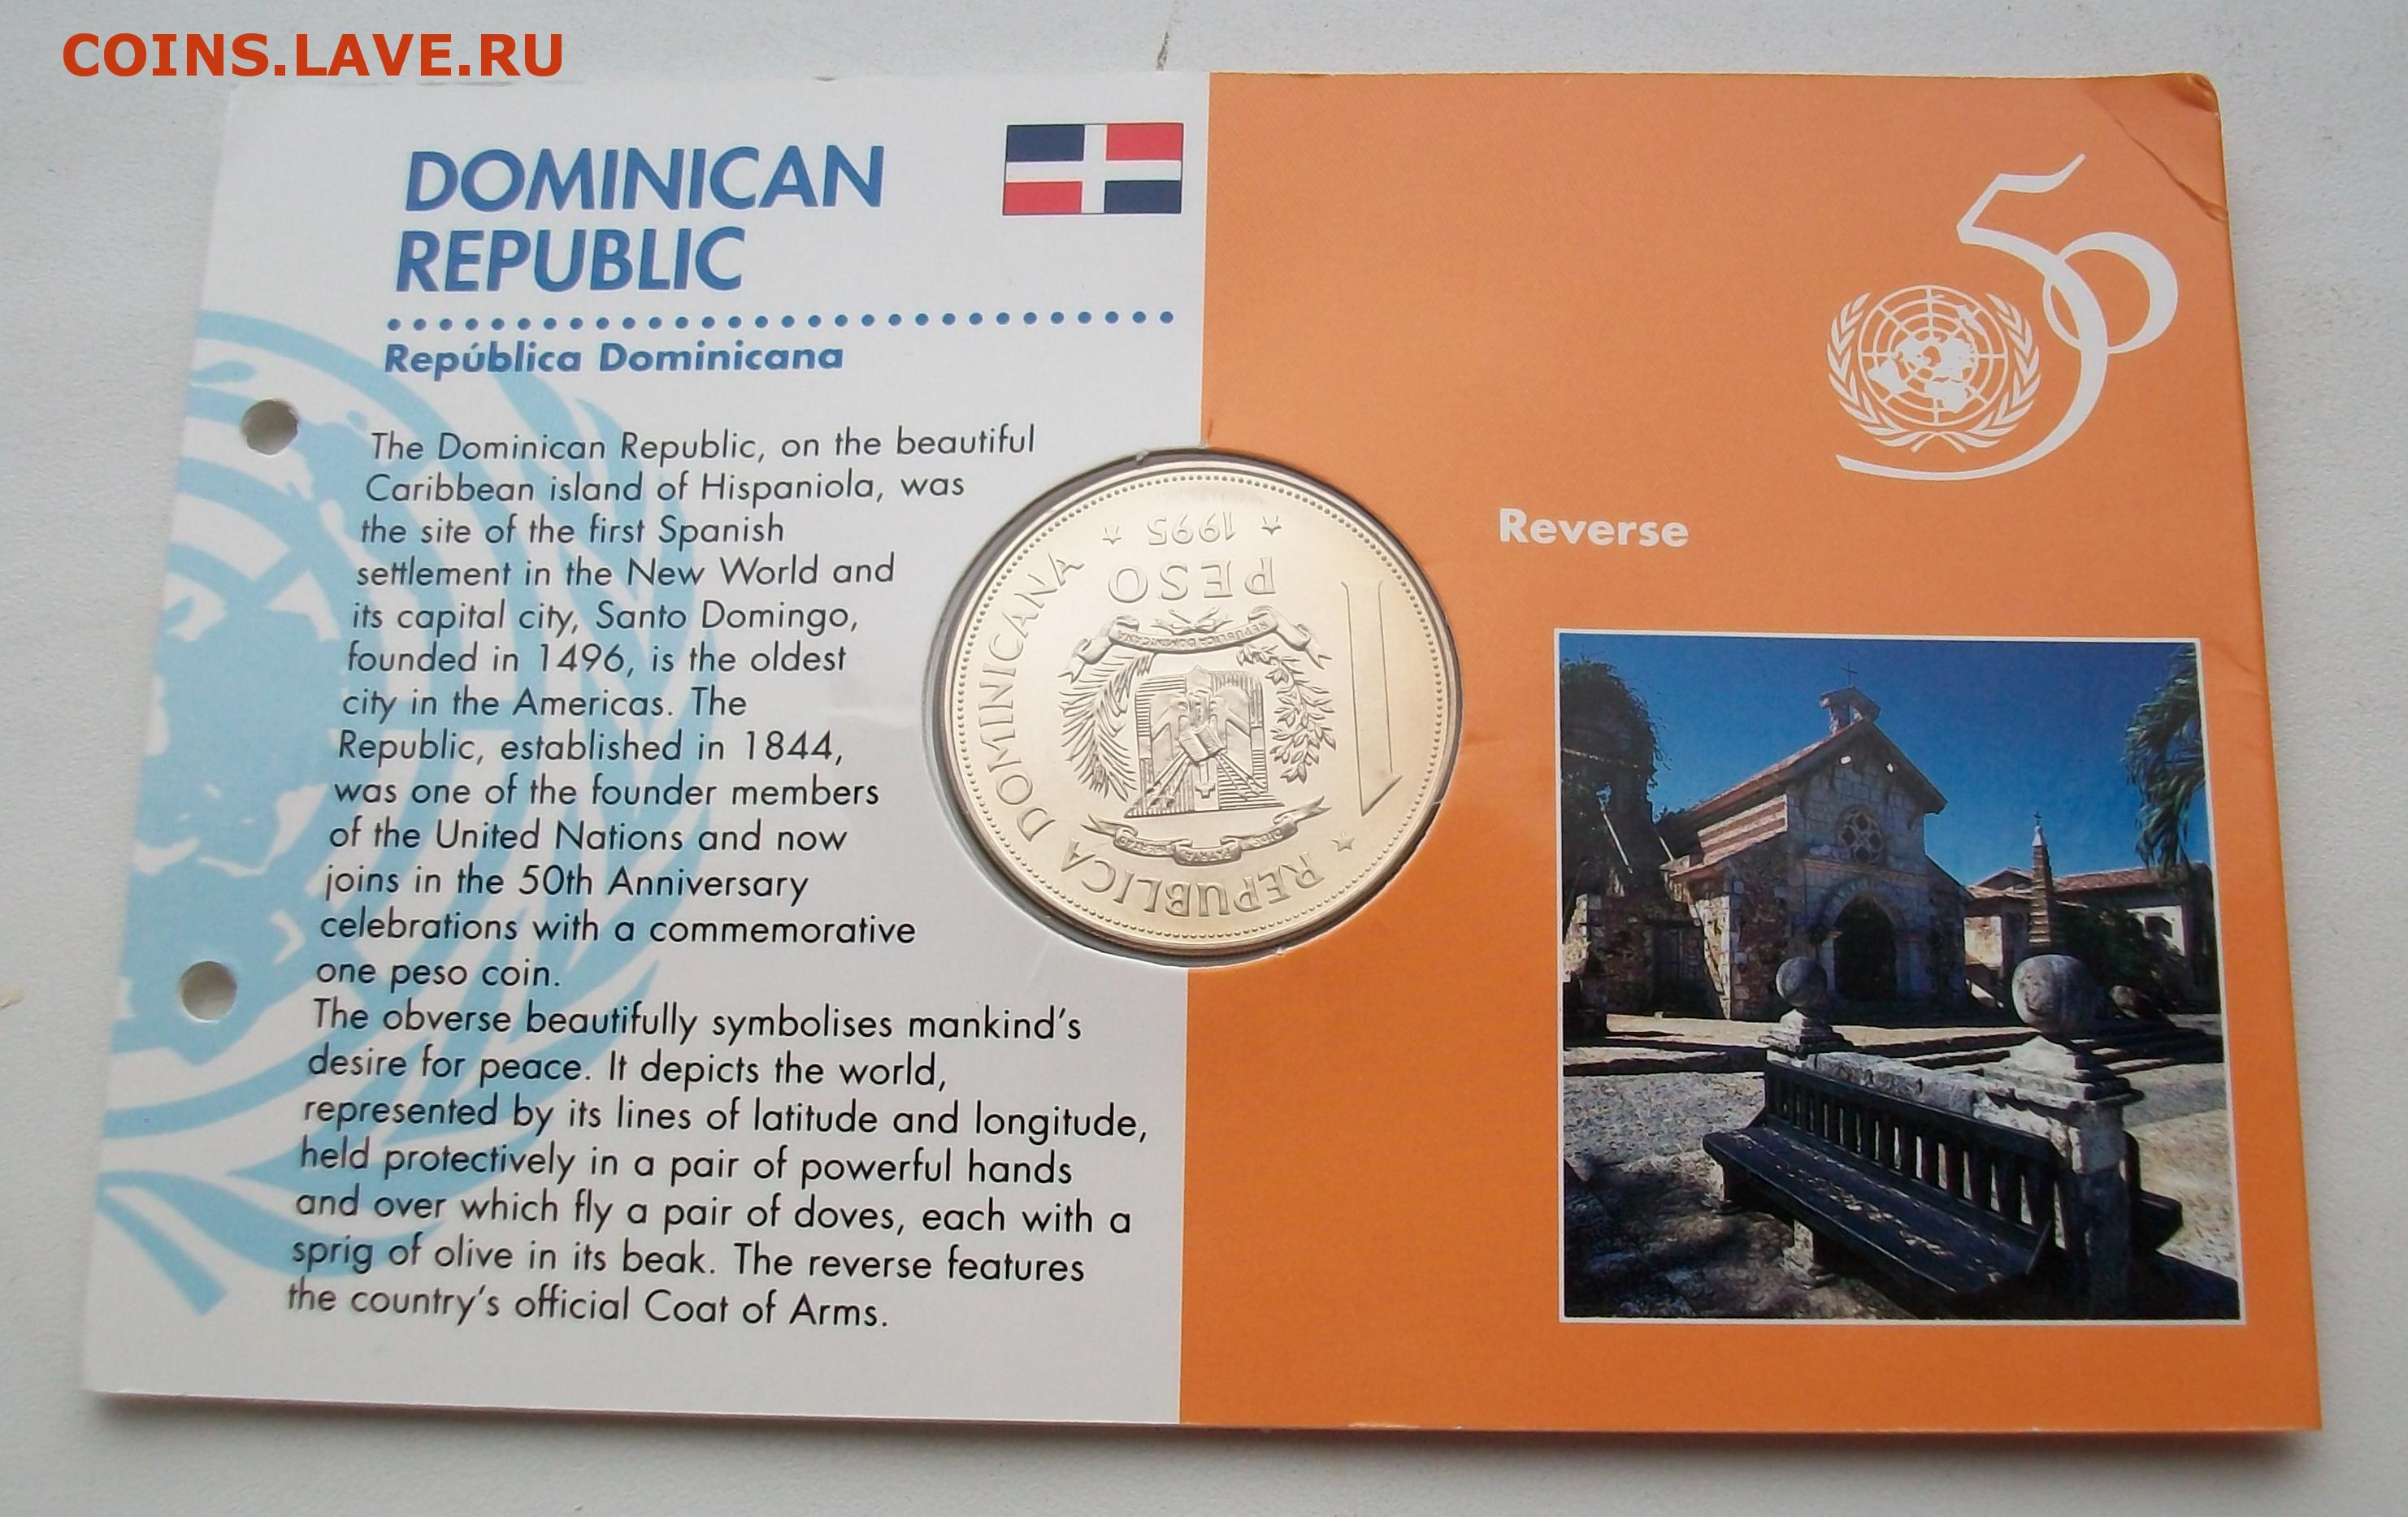 COINS.LAVE.RU
DOMINICAN
REPUBLIC
República Dominicana
The Dominican Republic, on the beautiful
Caribbean island of Hispaniola, was
the site of the first Spanish
settlement in the New World and
its capital city, Santo Domingo,
founded in 1496, is the oldest
city in the Americas. The
Republic, established in 1844,
was one of the founder members
of the United Nations and now
joins in the 50th Anniversary
celebrations with a commemorative
one peso coin.
The obverse beautifully symbolises mankind's
desire for peace. It depicts the world,
represented by its lines of latitude and longitude,
held protectively in a pair of powerful hands
and over which fly a pair of doves, each with a
sprig of olive in its beak. The reverse features
the country's official Coat of Arms.
REPUBLICA DOMINICANA
DIOS PATRIA LIBERTAD
REPUBLICA DOMINICANA
1
PESO
1995
50
Reverse